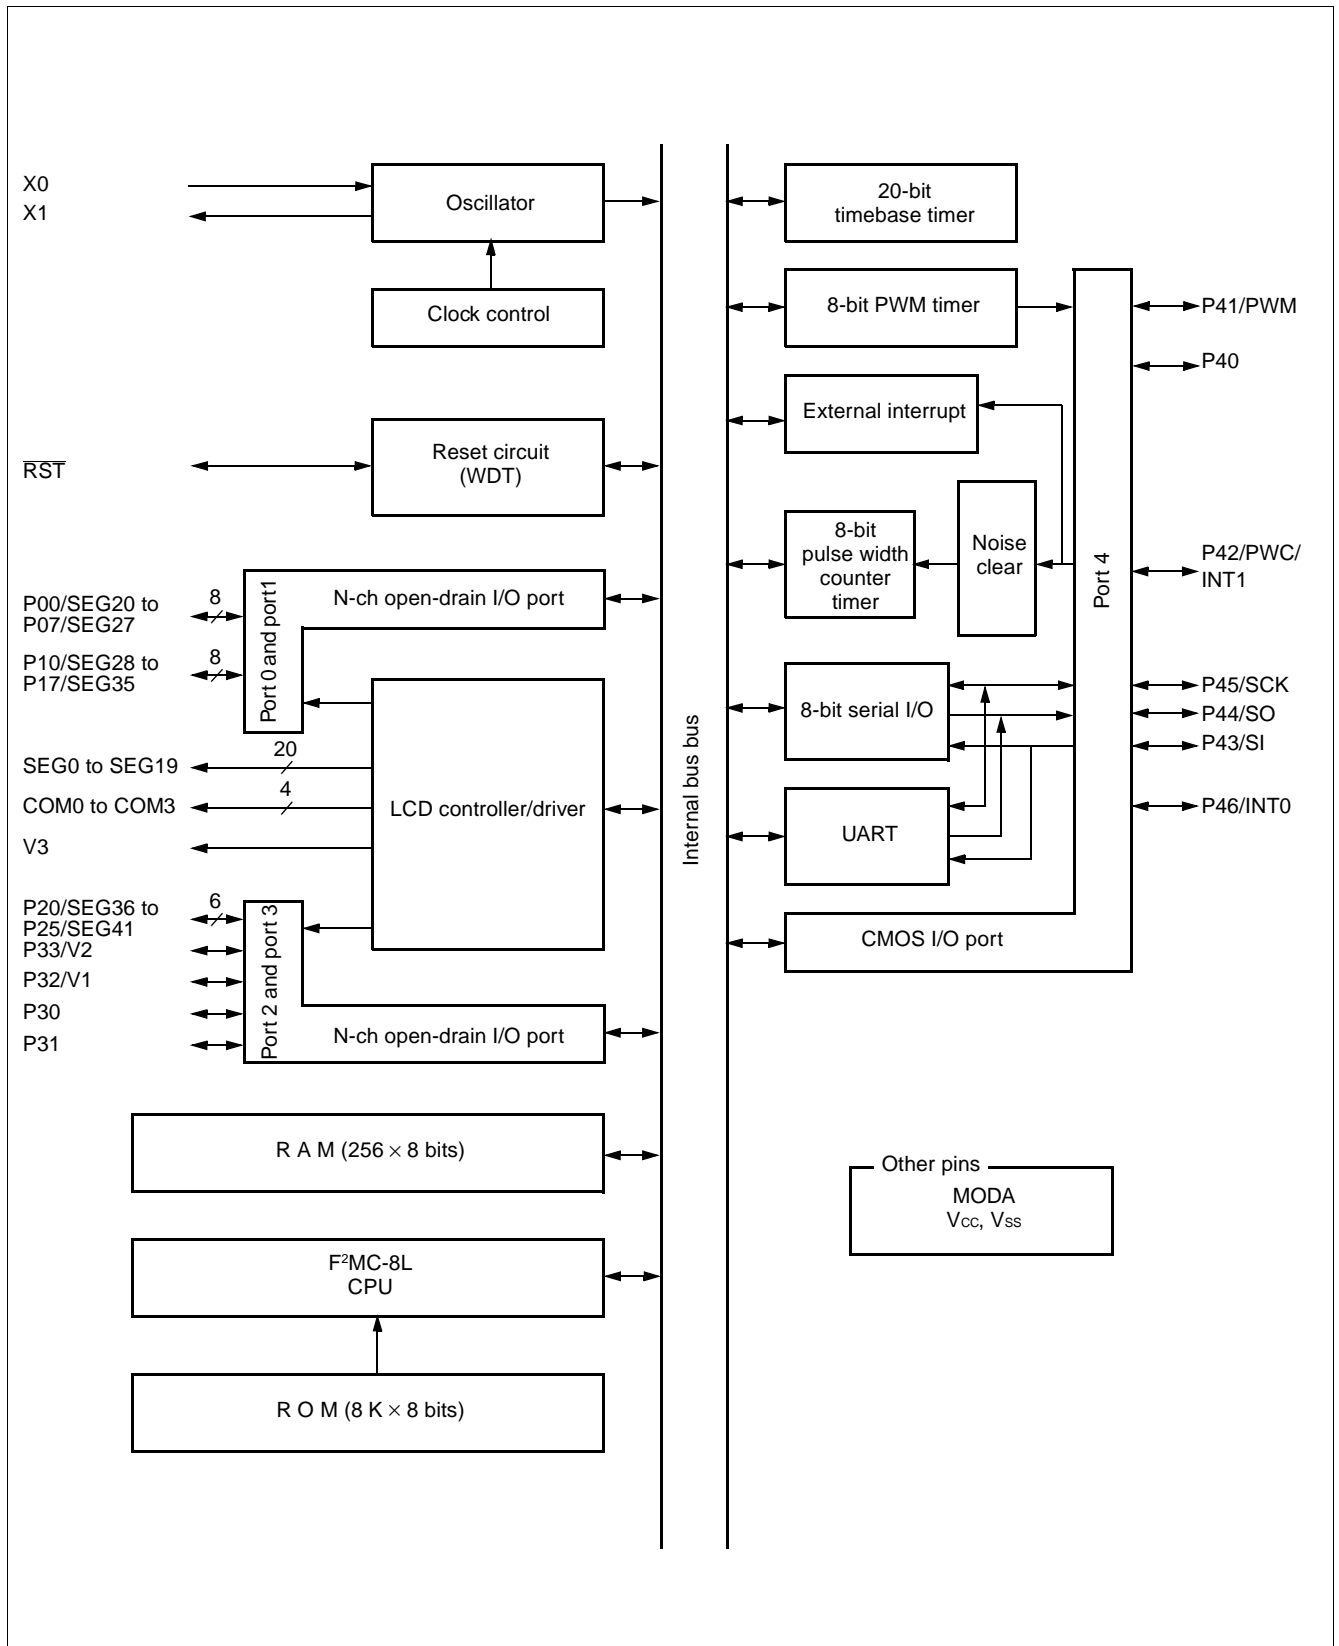 X0
X1
Oscillator
Clock control
RST
Reset circuit
(WDT)
P00/SEG20 to
P07/SEG27
8
P10/SEG28 to
P17/SEG35
8
Port 0 and port1
N-ch open-drain I/O port
SEG0 to SEG19
20
COM0 to COM3
4
V3
LCD controller/driver
P20/SEG36 to
P25/SEG41
6
P33/V2
P32/V1
P30
P31
Port 2 and port 3
N-ch open-drain I/O port
R A M (256 × 8 bits)
F²MC-8L
CPU
R O M (8 K × 8 bits)
Internal bus bus
20-bit
timebase timer
8-bit PWM timer
External interrupt
8-bit
pulse width
counter
timer
Noise
clear
8-bit serial I/O
UART
CMOS I/O port
Port 4
P41/PWM
P40
P42/PWC/
INT1
P45/SCK
P44/SO
P43/SI
P46/INT0
Other pins
MODA
Vcc, Vss